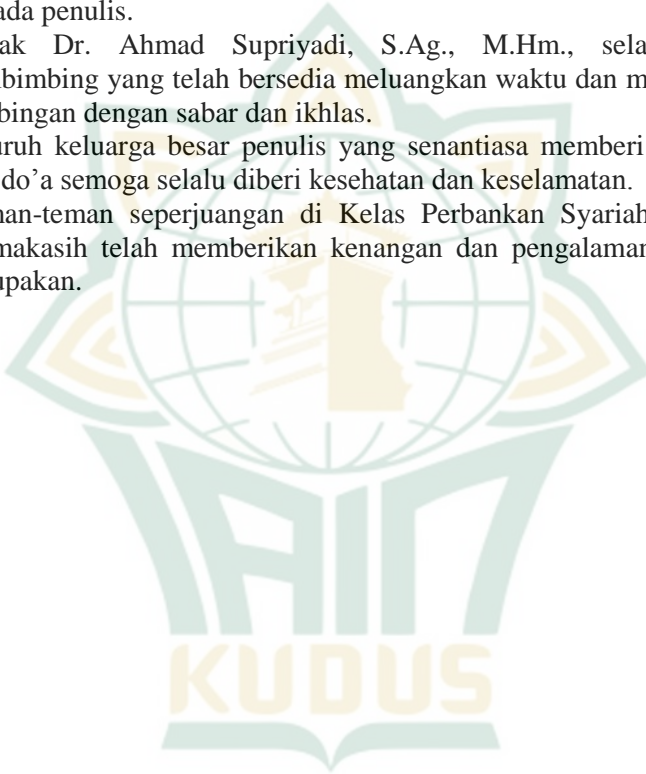 ada penulis.
ak Dr. Ahmad Supriyadi, S.Ag., M.Hm., sela
bimbing yang telah bersedia meluangkan waktu dan m
bingan dengan sabar dan ikhlas.
uruh keluarga besar penulis yang senantiasa memberi
do’a semoga selalu diberi kesehatan dan keselamatan.
man-teman seperjuangan di Kelas Perbankan Syariah
makasih telah memberikan kenangan dan pengalaman
upakan.
IAIN
KUDUS